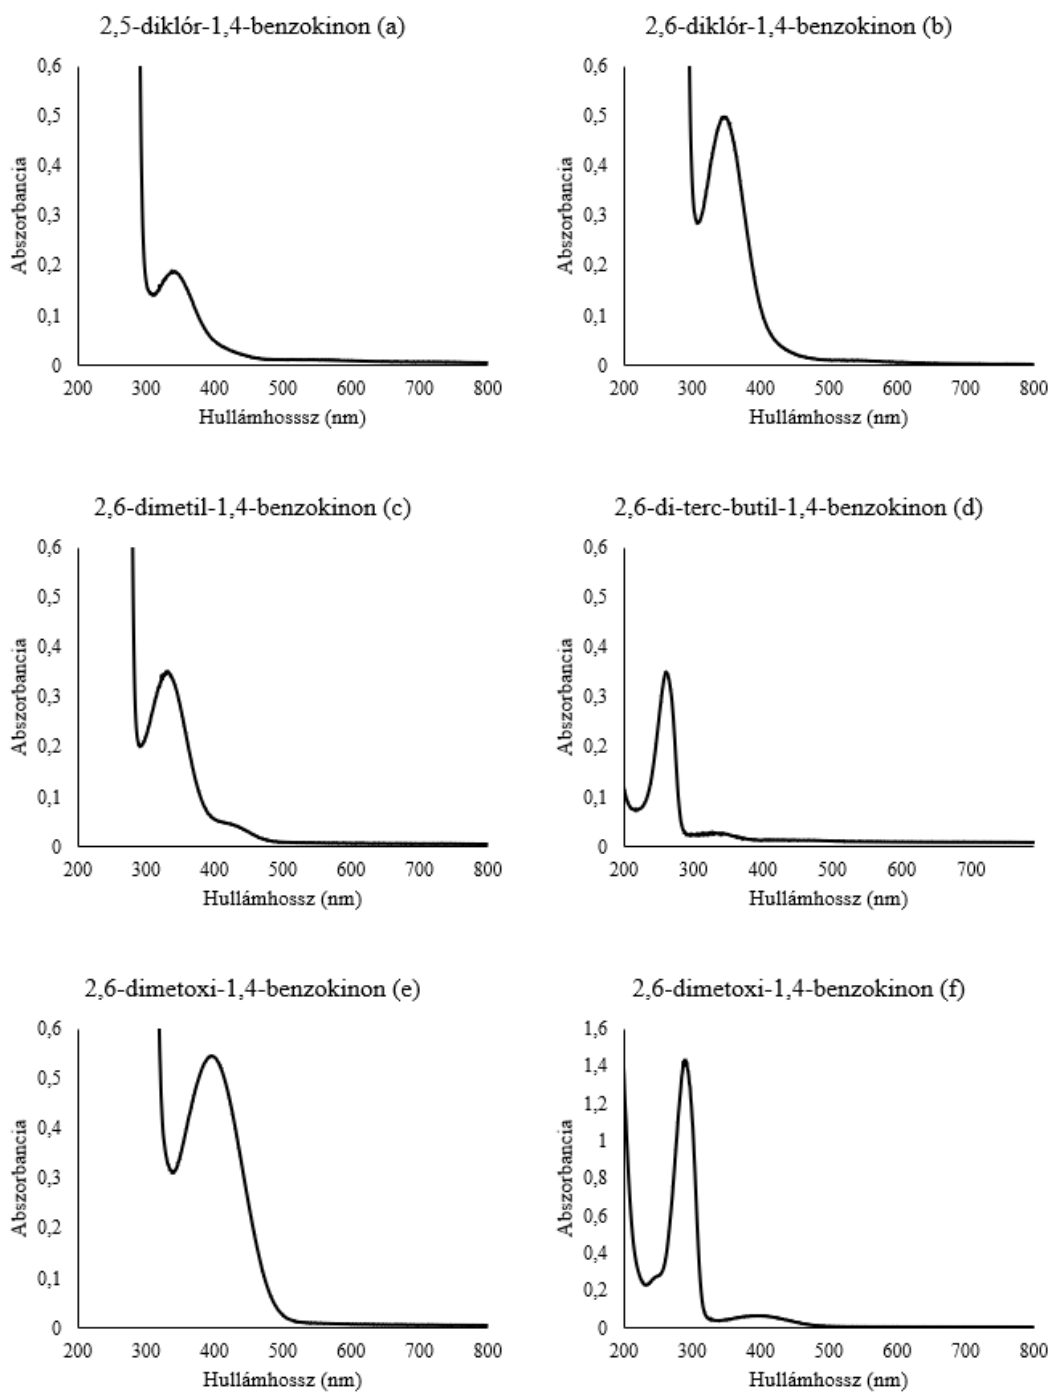 2,5-diklór-1,4-benzokinon (a)
Abszorbancia
0,6
0,5
0,4
0,3
0,2
0,1
0
200 300 400 500 600 700 800
Hullámhosssz (nm)
2,6-diklór-1,4-benzokinon (b)
Abszorbancia
0,6
0,5
0,4
0,3
0,2
0,1
0
200 300 400 500 600 700 800
Hullámhossz (nm)
2,6-dimetil-1,4-benzokinon (c)
Abszorbancia
0,6
0,5
0,4
0,3
0,2
0,1
0
200 300 400 500 600 700 800
Hullámhossz (nm)
2,6-di-terc-butil-1,4-benzokinon (d)
Abszorbancia
0,6
0,5
0,4
0,3
0,2
0,1
0
200 300 400 500 600 700
Hullámhossz (nm)
2,6-dimetoxi-1,4-benzokinon (e)
Abszorbancia
0,6
0,5
0,4
0,3
0,2
0,1
0
200 300 400 500 600 700 800
Hullámhossz (nm)
2,6-dimetoxi-1,4-benzokinon (f)
Abszorbancia
1,6
1,4
1,2
1
0,8
0,6
0,4
0,2
0
200 300 400 500 600 700 800
Hullámhossz (nm)